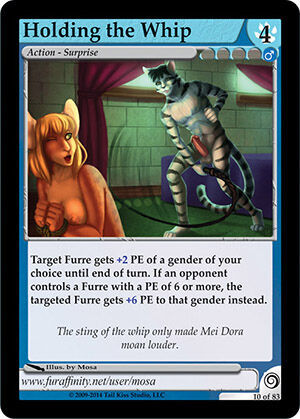 Holding the Whip
4
Action - Surprise
Target Furre gets +2 PE of a gender of your
choice until end of turn. If an opponent
controls a Furre with a PE of 6 or more, the
targeted Furre gets +6 PE to that gender instead.
The sting of the whip only made Mei Dora
moan louder.
Illus. by Mosa
www.furaffinity.net/user/mosa
© 2009-2014 Tail Kiss Studio, LLC
10 of 83